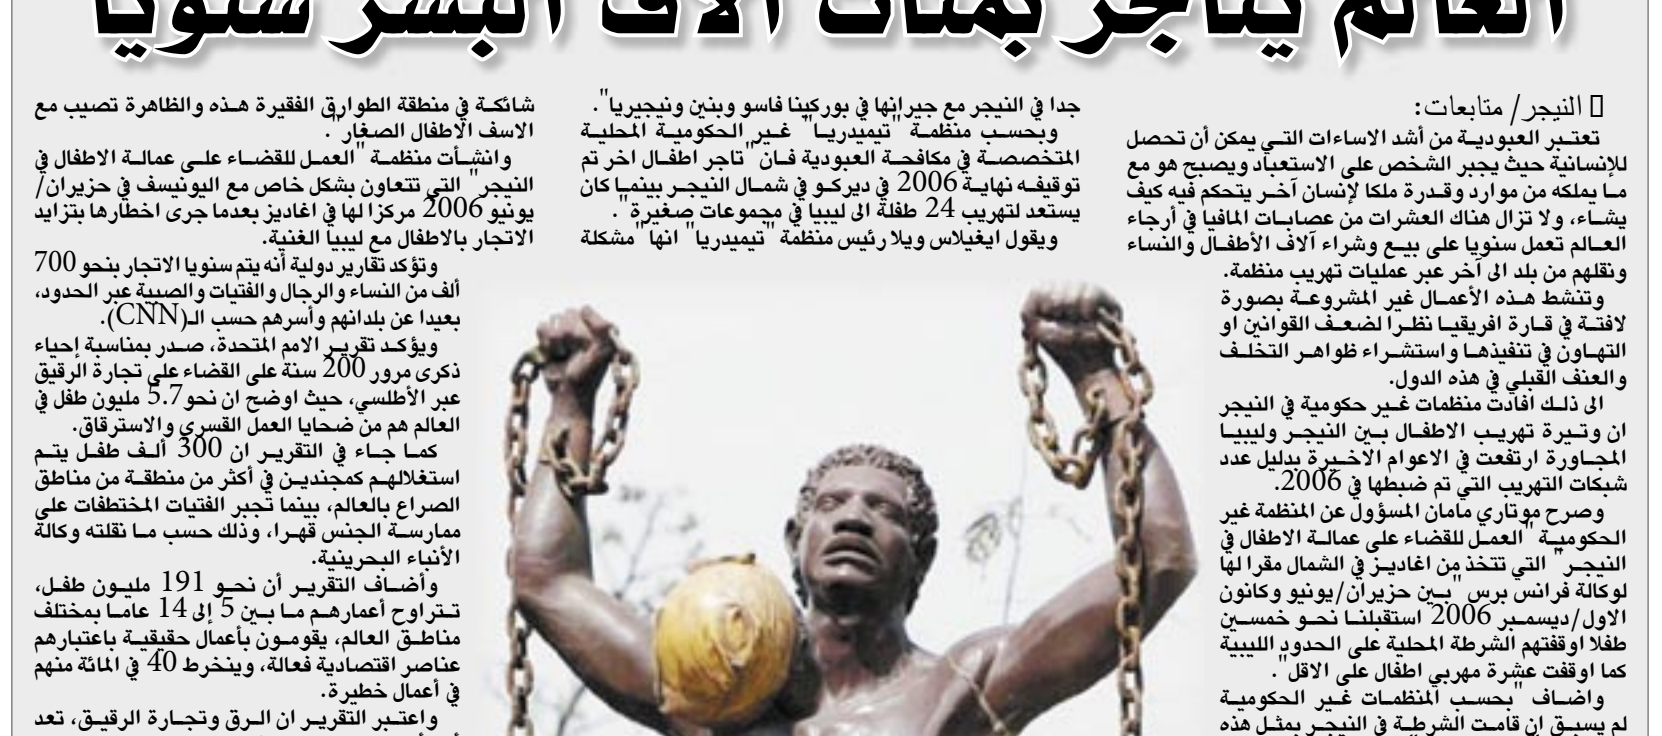 العالم يتاجر بمئات آلاف البشر سنويا
▯ النيجر/ متابعات:
تعتبر العبودية من أشد الاساءات التي يمكن أن تحصل
للإنسانية حيث يجبر الشخص على الاستعباد ويصبح هو مع
ما يملكه من موارد وقدرة ملكا لإنسان آخر يتحكم فيه كيف
يشاء، ولا تزال هناك العشرات من عصابات المافيا في أرجاء
العالم تعمل سنويا على بيع وشراء آلاف الأطفال والنساء
ونقلهم من بلد الى آخر عبر عمليات تهريب منظمة.
وتنشط هذه الأعمال غير المشروعة بصورة
لافتة في قارة افريقيا نظرا لضعف القوانين او
التهاون في تنفيذها واستشراء ظواهر التخلف
والعنف القبلي في هذه الدول.
الى ذلك افادت منظمات غير حكومية في النيجر
ان وتيرة تهريب الاطفال بين النيجر وليبيا
المجاورة ارتفعت في الاعوام الاخيرة بدليل عدد
شبكات التهريب التي تم ضبطها في 2006.
وصرح موتاري مامان المسؤول عن المنظمة غير
الحكومية "العمل للقضاء على عمالة الاطفال في
النيجر" التي تتخذ من اغاديز في الشمال مقرا لها
لوكالة فرانس برس "بين حزيران/يونيو وكانون
الاول/ديسمبر 2006 استقبلنا نحو خمسين
طفلا اوقفتهم الشرطة المحلية على الحدود الليبية
كما اوقفت عشرة مهربي اطفال على الاقل".
واضاف "بحسب المنظمات غير الحكومية
لم يسبق ان قامت الشرطة في النيجر بمثل هذه
جدا في النيجر مع جيرانها في بوركينا فاسو وبنين ونيجيريا".
وبحسب منظمة "تيميدريا" غير الحكومية المحلية
المتخصصة في مكافحة العبودية فان "تاجر اطفال اخر تم
توقيفه نهاية 2006 في ديركو في شمال النيجر بينما كان
يستعد لتهريب 24 طفلة الى ليبيا في مجموعات صغيرة".
ويقول ايغيلاس ويلا رئيس منظمة "تيميدريا" انها "مشكلة
شائكة في منطقة الطوارق الفقيرة هذه والظاهرة تصيب مع
الاسف الاطفال الصغار".
وانشأت منظمة "العمل للقضاء على عمالة الاطفال في
النيجر" التي تتعاون بشكل خاص مع اليونيسف في حزيران/
يونيو 2006 مركزا لها في اغاديز بعدما جرى اخطارها بتزايد
الاتجار بالاطفال مع ليبيا الغنية.
وتؤكد تقارير دولية أنه يتم سنويا الاتجار بنحو 700
ألف من النساء والرجال والفتيات والصبية عبر الحدود،
بعيدا عن بلدانهم وأسرهم حسب الـ(CNN).
ويؤكد تقرير الامم المتحدة، صدر بمناسبة إحياء
ذكرى مرور 200 سنة على القضاء على تجارة الرقيق
عبر الأطلسي، حيث اوضح ان نحو5.7 مليون طفل في
العالم هم من ضحايا العمل القسري والاسترقاق.
كما جاء في التقرير ان 300 ألف طفل يتم
استغلالهم كمجندين في أكثر من منطقة من مناطق
الصراع بالعالم، بينما تجبر الفتيات المختطفات على
ممارسة الجنس قهرا، وذلك حسب ما نقلته وكالة
الأنباء البحرينية.
وأضاف التقرير أن نحو 191 مليون طفل،
تتراوح أعمارهم ما بين 5 إلى 14 عاما بمختلف
مناطق العالم، يقومون بأعمال حقيقية باعتبارهم
عناصر اقتصادية فعالة، وينخرط 40 في المائة منهم
في أعمال خطيرة.
واعتبر التقرير ان الرق وتجارة الرقيق، تعد